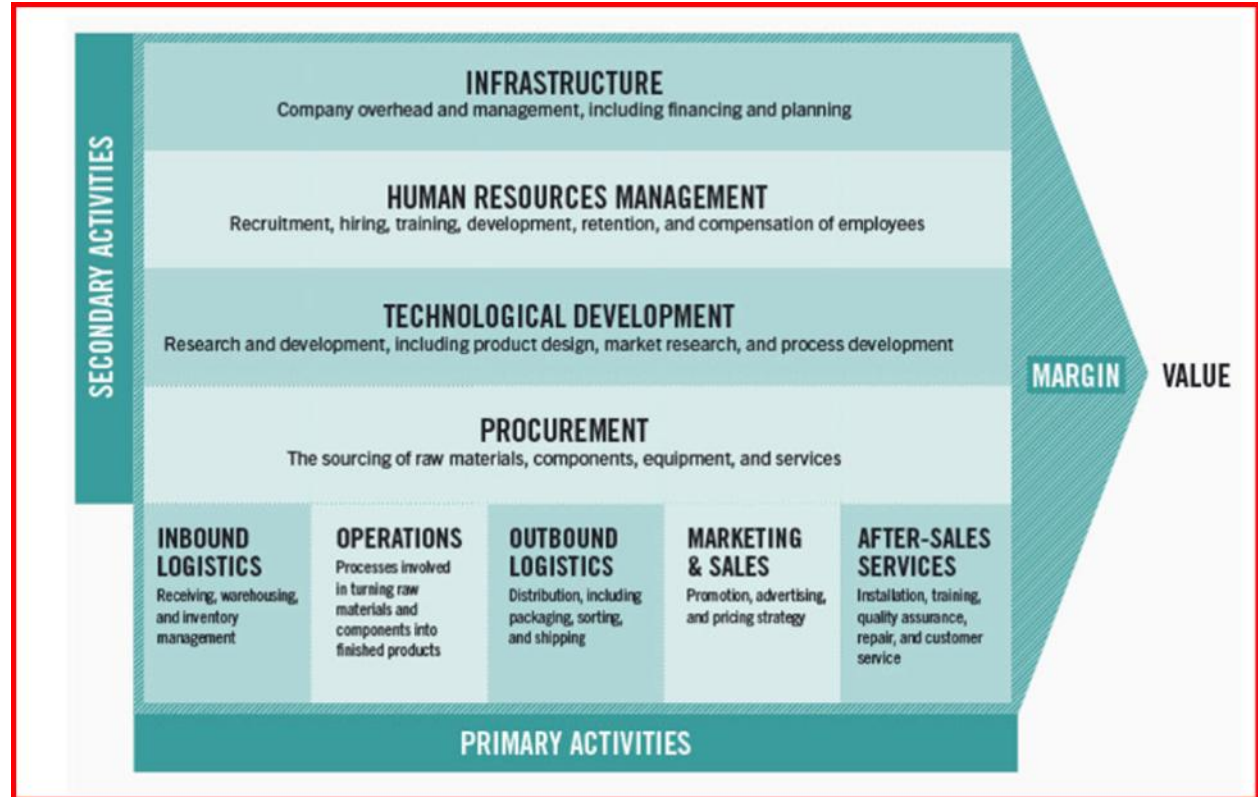 SECONDARY ACTIVITIES
INFRASTRUCTURE
Company overhead and management, including financing and planning
HUMAN RESOURCES MANAGEMENT
Recruitment, hiring, training, development, retention, and compensation of employees
TECHNOLOGICAL DEVELOPMENT
Research and development, including product design, market research, and process development
PROCUREMENT
The sourcing of raw materials, components, equipment, and services
INBOUND
LOGISTICS
Receiving, warehousing,
and inventory
management
OPERATIONS
Processes involved
in turning raw
materials and
components into
finished products
OUTBOUND
LOGISTICS
Distribution, including
packaging, sorting,
and shipping
MARKETING
& SALES
Promotion, advertising,
and pricing strategy
AFTER-SALES
SERVICES
Installation, training,
quality assurance,
repair, and customer
service
MARGIN
VALUE
PRIMARY ACTIVITIES